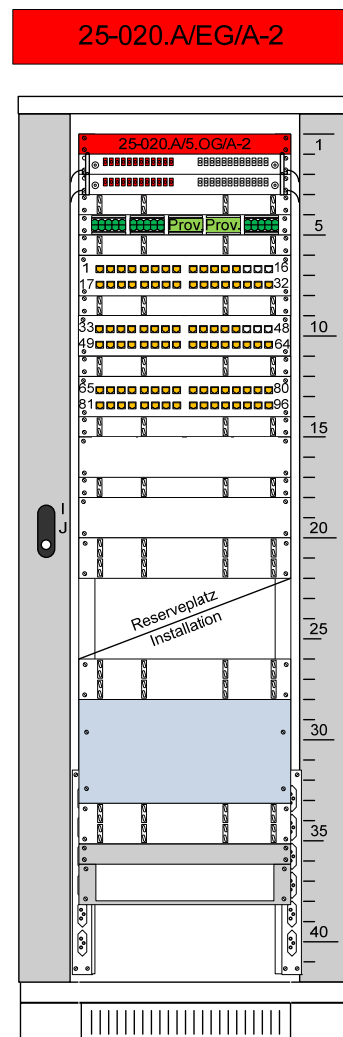 25-020.A/EG/A-2
25-020.A/5.OG/A-2
1
Prov. Prov.
5
1 16
17 32
33 48
10
49 64
65 80
81 96
15
I
J
20
Reserveplatz
Installation
25
30
35
40